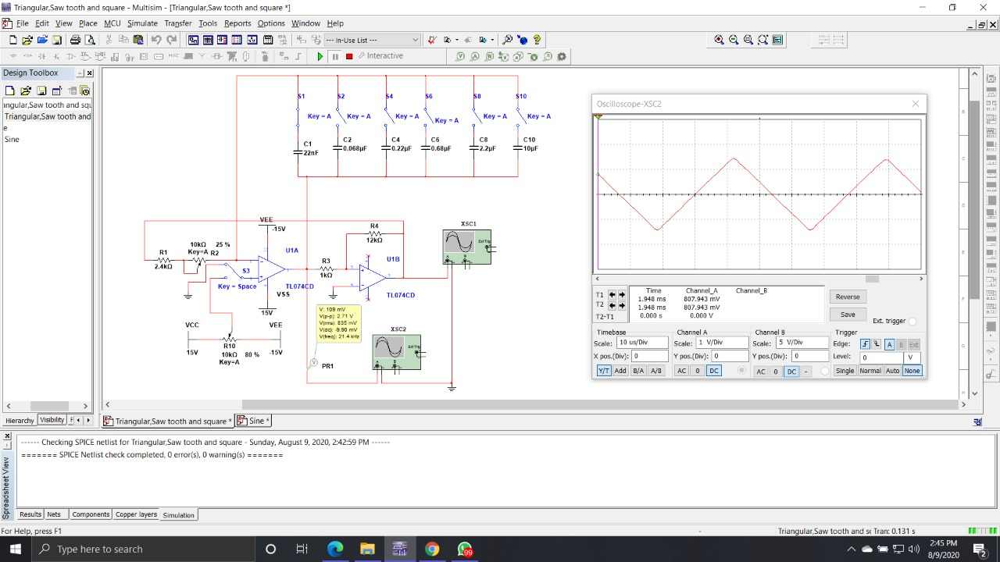 Triangular,Saw tooth and square - Multisim - [Triangular,Saw tooth and square *]
File Edit View Place MCU Simulate Transfer Tools Reports Options Window Help
--- In-Use List ---
Interactive
Design Toolbox
angular,Saw tooth and squ
Triangular,Saw tooth and
e
Sine
Hierarchy Visibility
S1 S2 S4 S6 S8 S10
Key = A Key = A Key = A Key = A Key = A Key = A
C1
22nF
C2
0.068µF
C4
0.22µF
C6
0.68µF
C8
2.2µF
C10
10µF
VEE
-15V
R4
12kΩ
XSC1
Ext Trig
A B
10kΩ 25 %
Key=A
R2
R1
2.4kΩ
U1A
R3
1kΩ
U1B
S3
Key = Space
TL074CD
TL074CD
VSS
15V
V: 109 mV
V(p-p): 2.71 V
V(rms): 835 mV
V(dc): -9.90 mV
V(freq): 21.4 kHz
PR1
VCC
15V
VEE
-15V
R10
10kΩ 80 %
Key=A
XSC2
Ext Trig
A B
Oscilloscope-XSC2
Time Channel_A Channel_B
T1 1.948 ms 807.943 mV
T2 1.948 ms 807.943 mV
T2-T1 0.000 s 0.000 V
Reverse
Save
Ext. trigger
Timebase
Scale: 10 us/Div
X pos.(Div): 0
Y/T Add B/A A/B
Channel A
Scale: 1 V/Div
Y pos.(Div): 0
AC 0 DC
Channel B
Scale: 5 V/Div
Y pos.(Div): 0
AC 0 DC -
Trigger
Edge: A B Ext
Level: 0 V
Single Normal Auto None
Triangular,Saw tooth and square * Sine *
Spreadsheet View
------ Checking SPICE netlist for Triangular,Saw tooth and square - Sunday, August 9, 2020, 2:42:59 PM ------
======= SPICE Netlist check completed, 0 error(s), 0 warning(s) =======
Results Nets Components Copper layers Simulation
For Help, press F1
-
Triangular,Saw tooth and sc Tran: 0.131 s
Type here to search
99
2:45 PM
8/9/2020
2